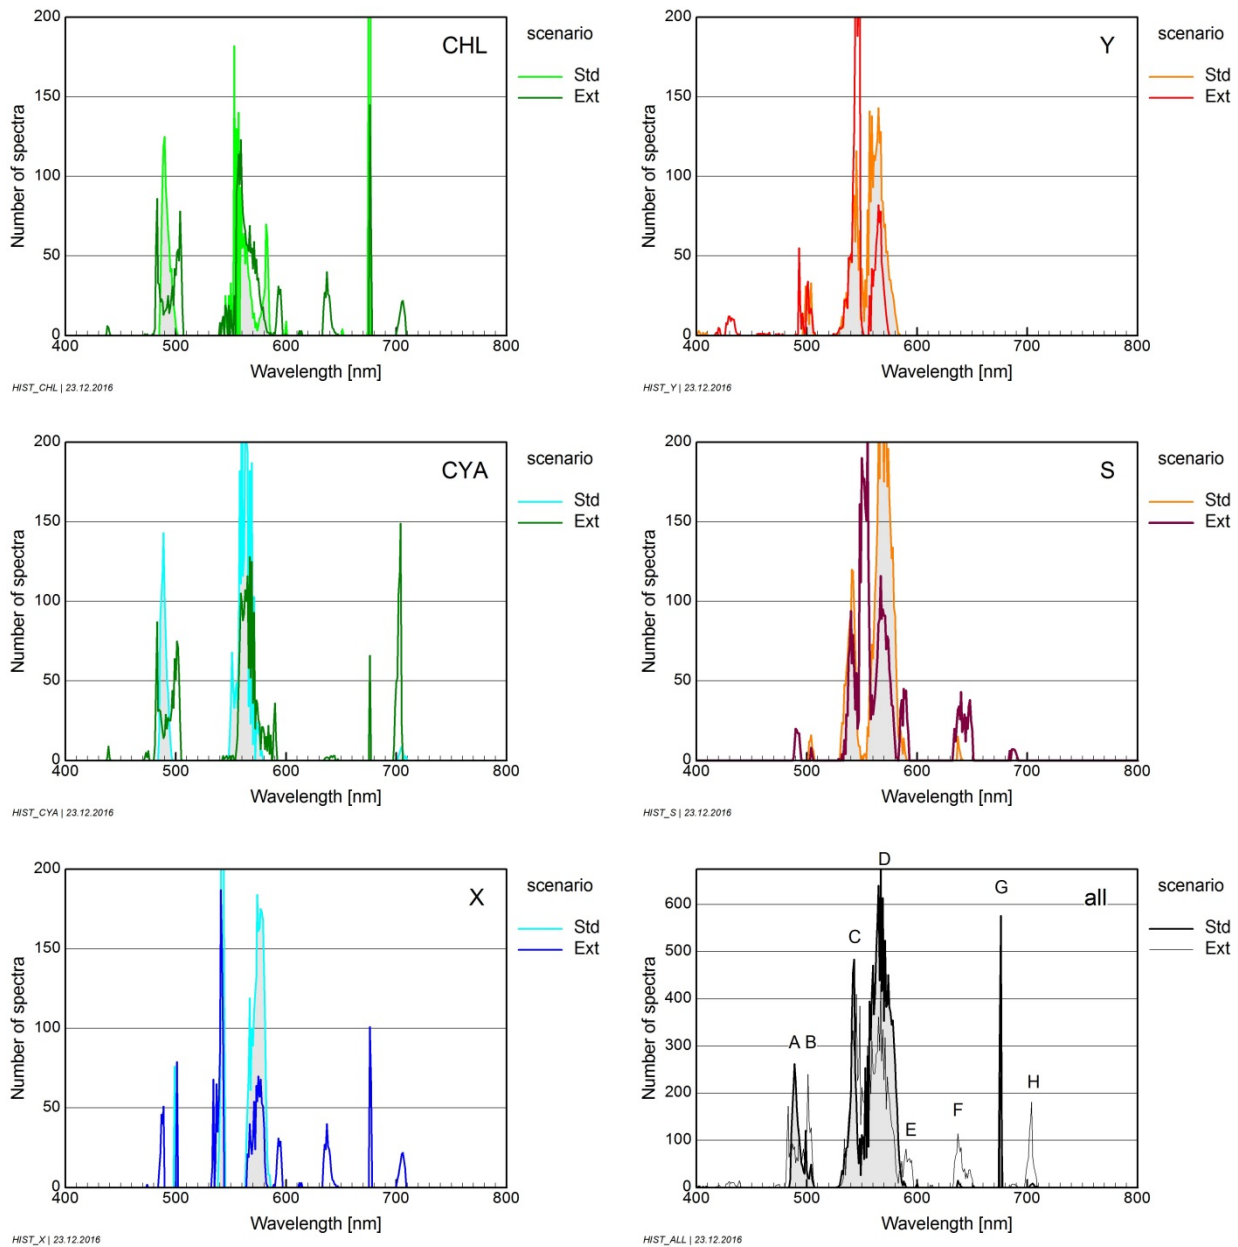 CHL
scenario
Std
Ext
Number of spectra
200
150
100
50
0
400 500 600 700 800
Wavelength [nm]
HIST_CHL | 23.12.2016
Y
scenario
Std
Ext
Number of spectra
200
150
100
50
0
400 500 600 700 800
Wavelength [nm]
HIST_Y | 23.12.2016
CYA
scenario
Std
Ext
Number of spectra
200
150
100
50
0
400 500 600 700 800
Wavelength [nm]
HIST_CYA | 23.12.2016
S
scenario
Std
Ext
Number of spectra
200
150
100
50
0
400 500 600 700 800
Wavelength [nm]
HIST_S | 23.12.2016
X
scenario
Std
Ext
Number of spectra
200
150
100
50
0
400 500 600 700 800
Wavelength [nm]
HIST_X | 23.12.2016
all
scenario
Std
Ext
A B C D E F G H
Number of spectra
600
500
400
300
200
100
0
400 500 600 700 800
Wavelength [nm]
HIST_ALL | 23.12.2016